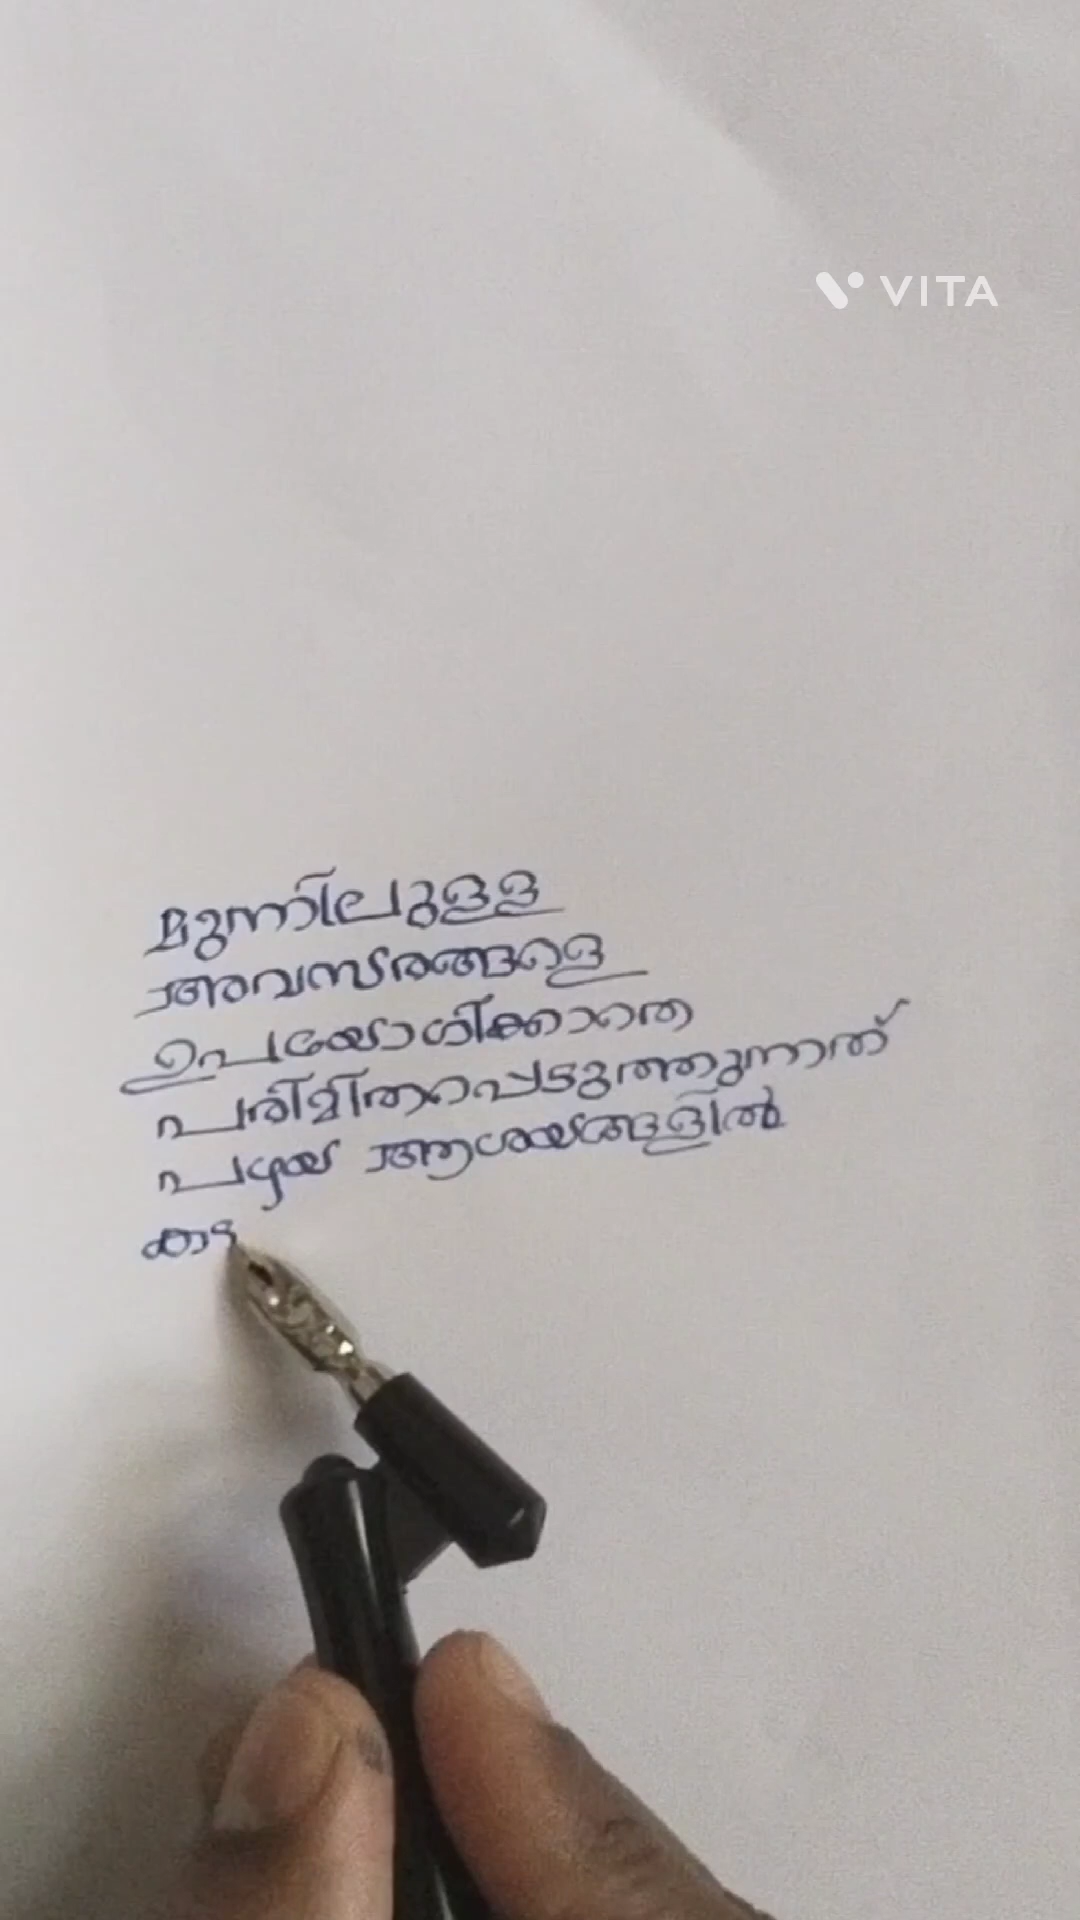 VITA
മുന്നിലുള്ള
അവസരങ്ങളെ
ഉപയോഗിക്കാതെ
പരിമിതപ്പെടുത്തുന്നത്
പഴയ ആശയങ്ങളിൽ